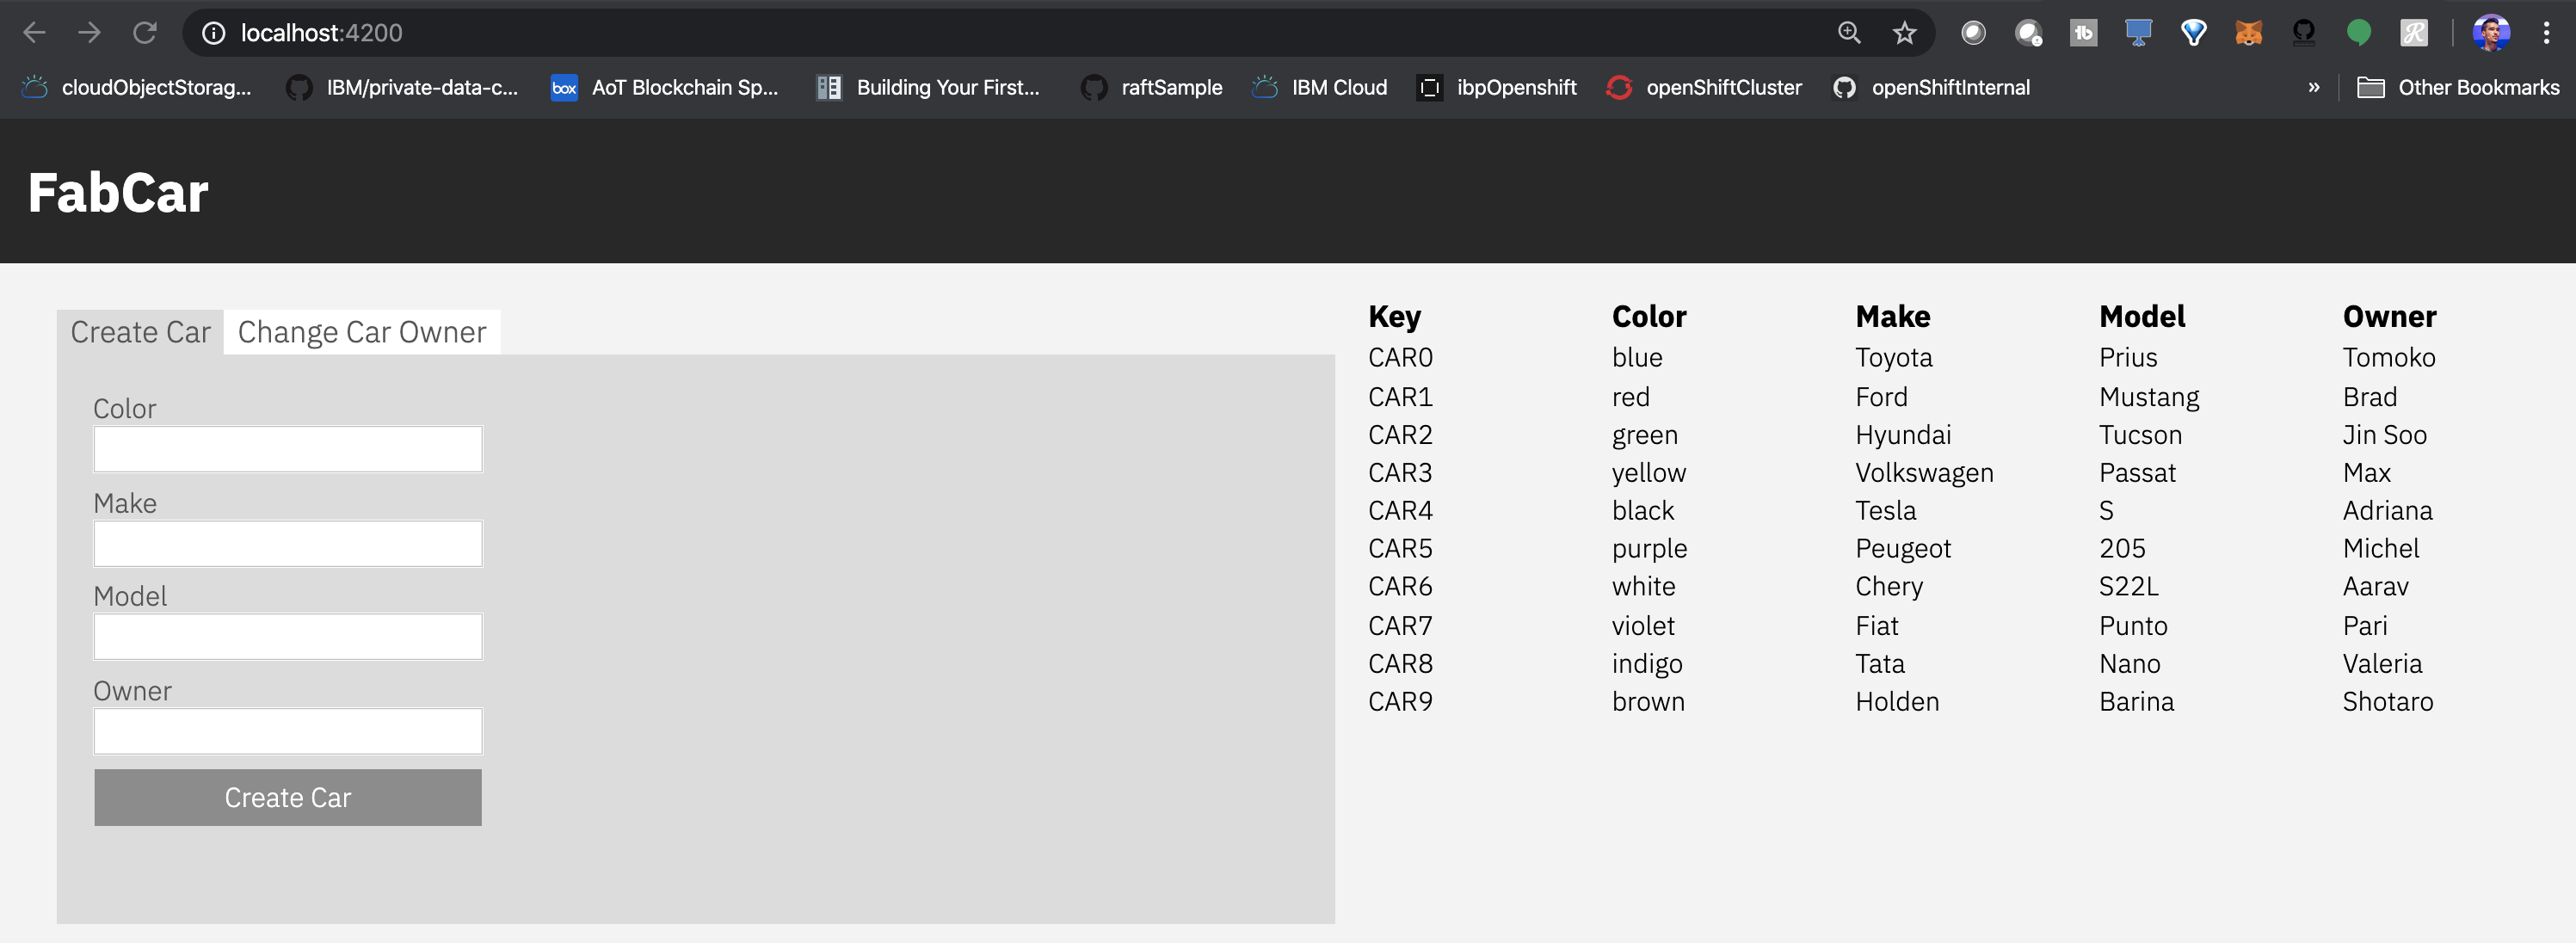 localhost:4200
cloudObjectStorag... IBM/private-data-c... box AoT Blockchain Sp... Building Your First... raftSample IBM Cloud ibpOpenshift openShiftCluster openShiftInternal » Other Bookmarks
FabCar
Create Car Change Car Owner
Color
Make
Model
Owner
Create Car
Key Color Make Model Owner
CAR0 blue Toyota Prius Tomoko
CAR1 red Ford Mustang Brad
CAR2 green Hyundai Tucson Jin Soo
CAR3 yellow Volkswagen Passat Max
CAR4 black Tesla S Adriana
CAR5 purple Peugeot 205 Michel
CAR6 white Chery S22L Aarav
CAR7 violet Fiat Punto Pari
CAR8 indigo Tata Nano Valeria
CAR9 brown Holden Barina Shotaro